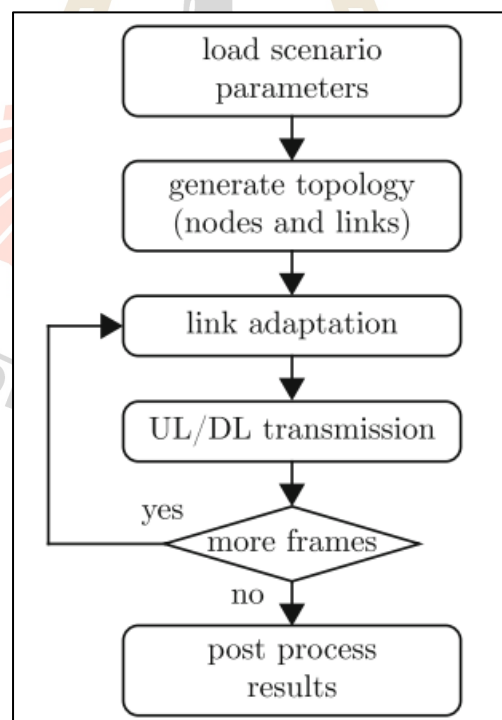 load scenario
parameters
generate topology
(nodes and links)
link adaptation
UL/DL transmission
yes
more frames
no
post process
results